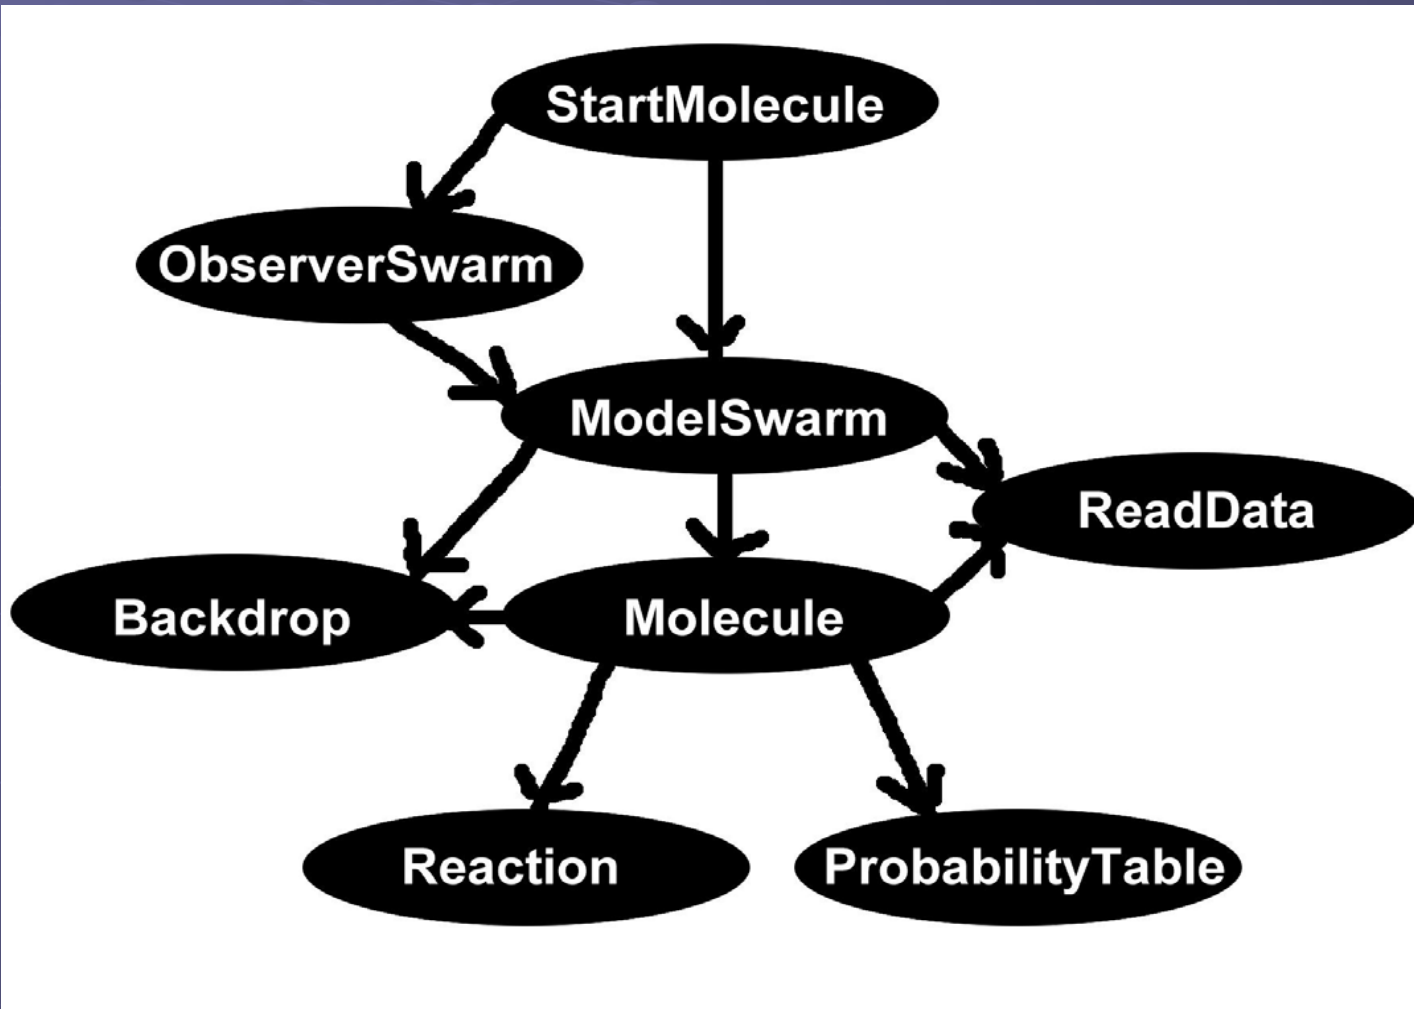 StartMolecule
ObserverSwarm
ModelSwarm
ReadData
Backdrop
Molecule
Reaction
ProbabilityTable